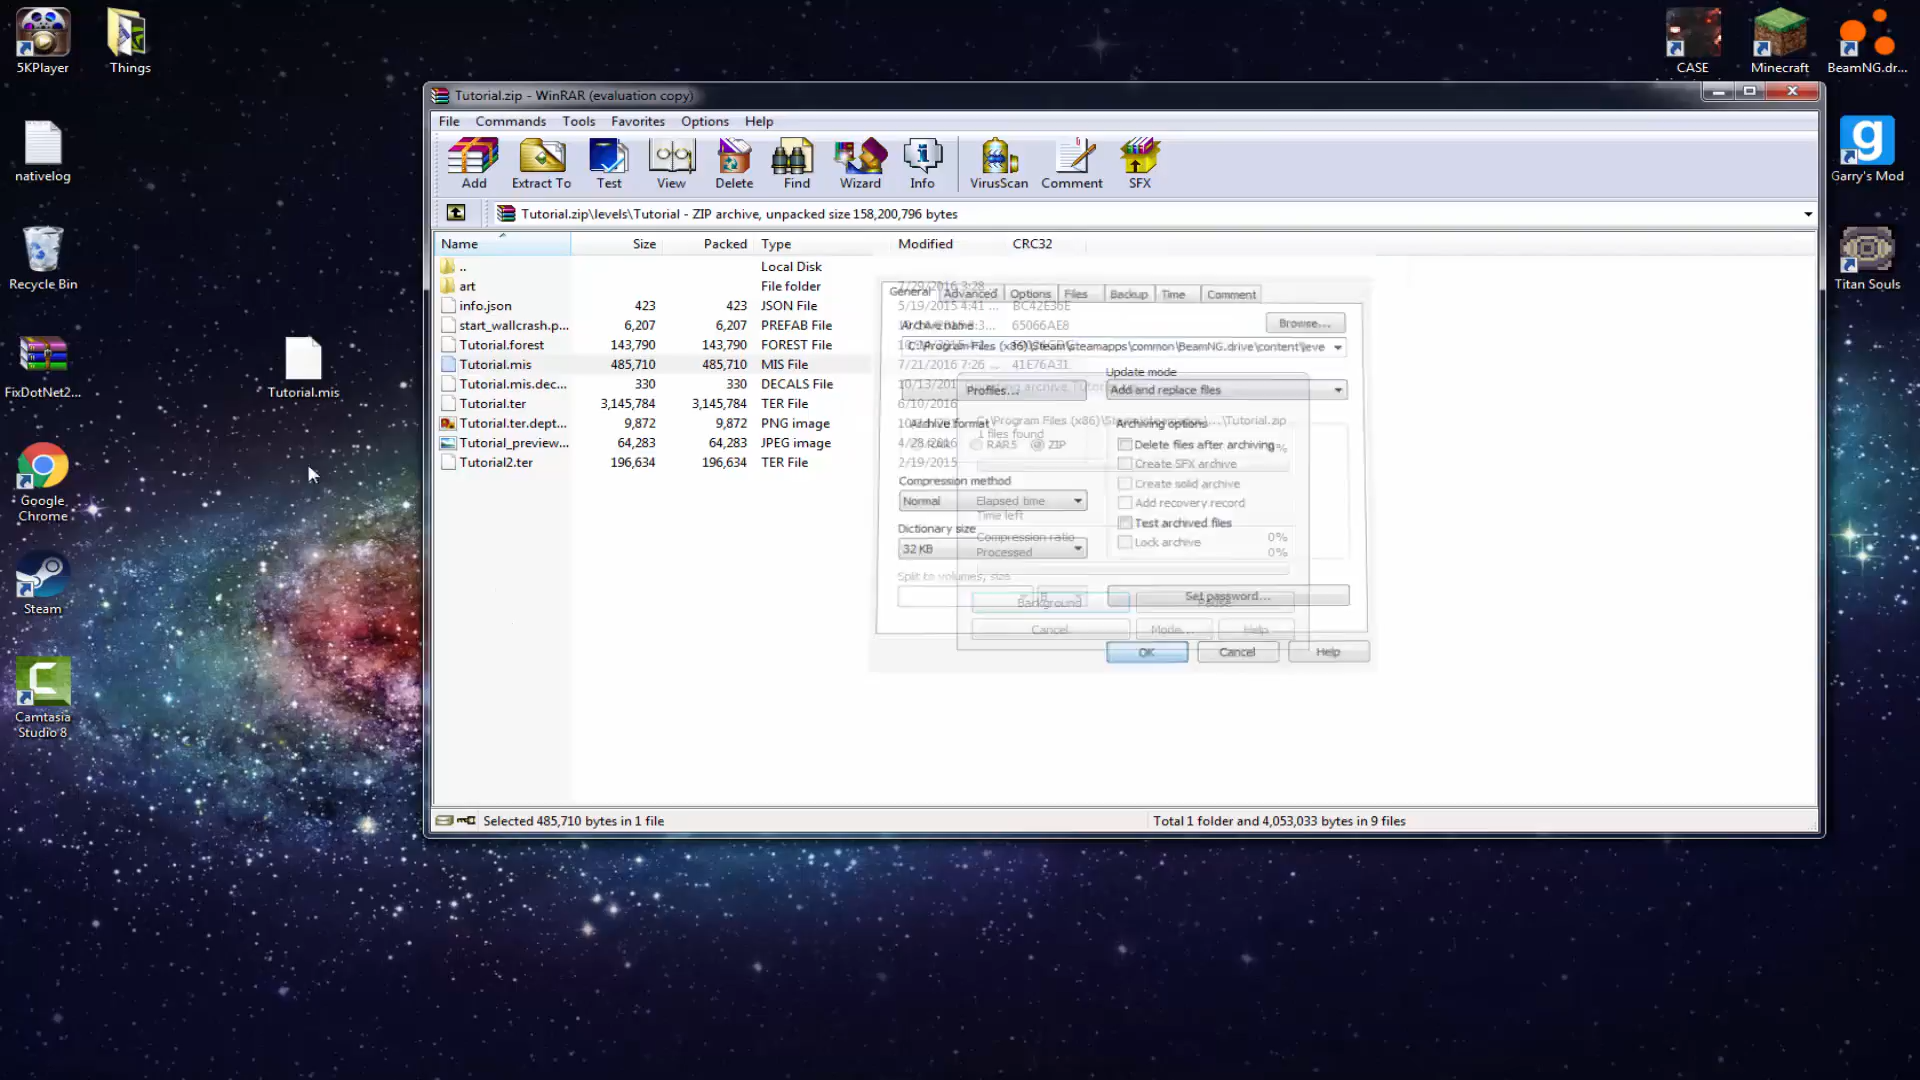 5KPlayer
Things
nativelog
Recycle Bin
FixDotNet2...
Google Chrome
Steam
Camtasia Studio 8
Tutorial.mis
CASE
Minecraft
BeamNG.dr...
Garry's Mod
Titan Souls
Tutorial.zip - WinRAR (evaluation copy)
File Commands Tools Favorites Options Help
Add Extract To Test View Delete Find Wizard Info VirusScan Comment SFX
Tutorial.zip\levels\Tutorial - ZIP archive, unpacked size 158,200,796 bytes
Name Size Packed Type Modified CRC32
.. Local Disk
art File folder 7/29/2016 3:28 ...
info.json 423 423 JSON File 5/19/2015 4:41 ... BC42E36E
start_wallcrash.p... 6,207 6,207 PREFAB File 65066AE8
Tutorial.forest 143,790 143,790 FOREST File
Tutorial.mis 485,710 485,710 MIS File 7/21/2016 7:26 ... 41E76A31
Tutorial.mis.dec... 330 330 DECALS File 10/13/201
Tutorial.ter 3,145,784 3,145,784 TER File 6/10/2016
Tutorial.ter.dept... 9,872 9,872 PNG image
Tutorial_preview... 64,283 64,283 JPEG image 4/28/2016
Tutorial2.ter 196,634 196,634 TER File 2/19/2015
General Advanced Options Files Backup Time Comment
Archive name
Browse...
C:\Program Files (x86)\Steam\steamapps\common\BeamNG.drive\content\leve
Update mode
Profiles... Add and replace files
C:\Program Files (x86)\Steam\steamapps\...\Tutorial.zip
Archive format Archiving options
1 files found
RAR5 ZIP
Delete files after archiving
Create SFX archive
Create solid archive
Add recovery record
Test archived files
Lock archive
Compression method
Normal
Elapsed time
Time left
Dictionary size
32 KB
Compression ratio 0%
Processed 0%
Split to volumes, size
Set password...
Background Pause
Cancel Mode... Help
OK Cancel Help
Selected 485,710 bytes in 1 file
Total 1 folder and 4,053,033 bytes in 9 files